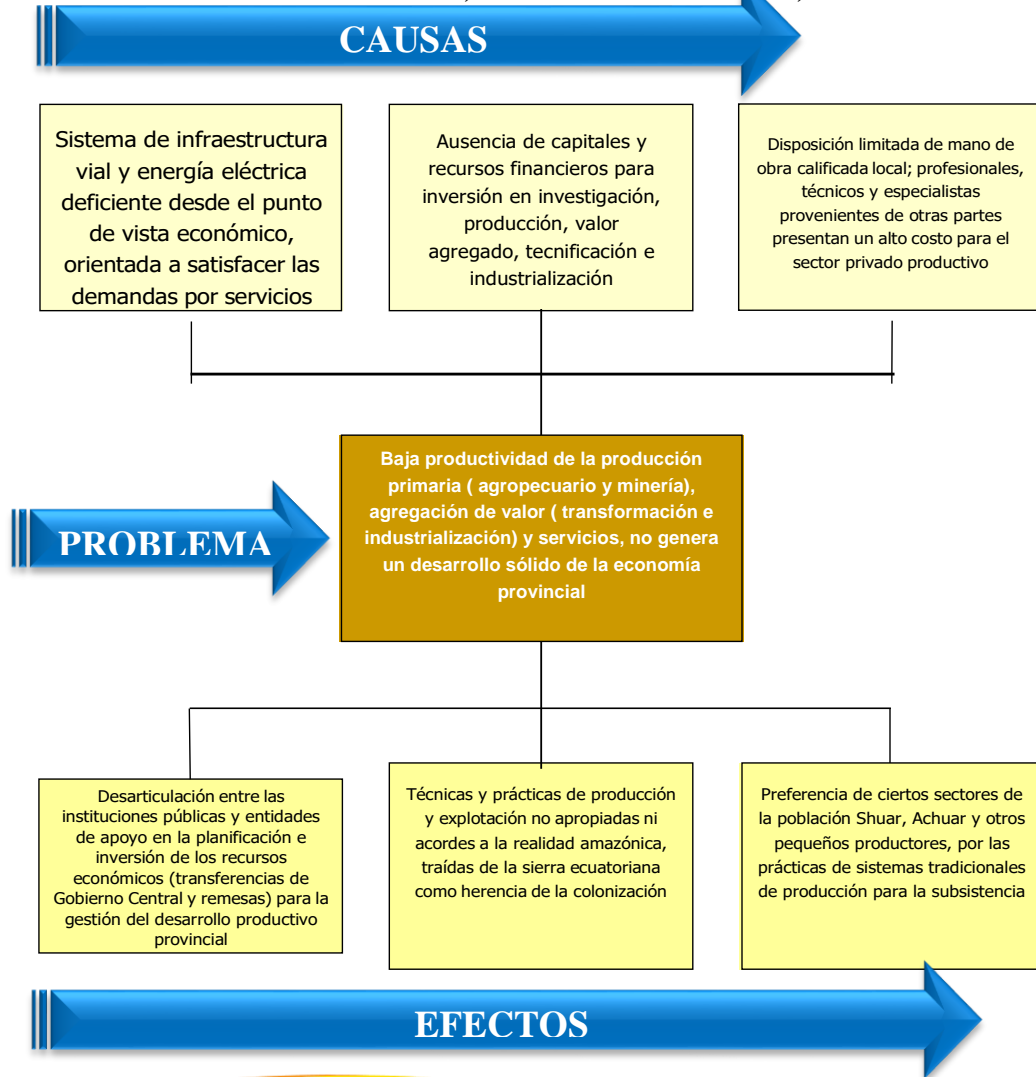 CAUSAS
Sistema de infraestructura
vial y energía eléctrica
deficiente desde el punto
de vista económico,
orientada a satisfacer las
demandas por servicios
Ausencia de capitales y
recursos financieros para
inversión en investigación,
producción, valor
agregado, tecnificación e
industrialización
Disposición limitada de mano de
obra calificada local; profesionales,
técnicos y especialistas
provenientes de otras partes
presentan un alto costo para el
sector privado productivo
PROBLEMA
Baja productividad de la producción
primaria ( agropecuario y minería),
agregación de valor ( transformación e
industrialización) y servicios, no genera
un desarrollo sólido de la economía
provincial
Desarticulación entre las
instituciones públicas y entidades
de apoyo en la planificación e
inversión de los recursos
económicos (transferencias de
Gobierno Central y remesas) para la
gestión del desarrollo productivo
provincial
Técnicas y prácticas de producción
y explotación no apropiadas ni
acordes a la realidad amazónica,
traídas de la sierra ecuatoriana
como herencia de la colonización
Preferencia de ciertos sectores de
la población Shuar, Achuar y otros
pequeños productores, por las
prácticas de sistemas tradicionales
de producción para la subsistencia
EFECTOS